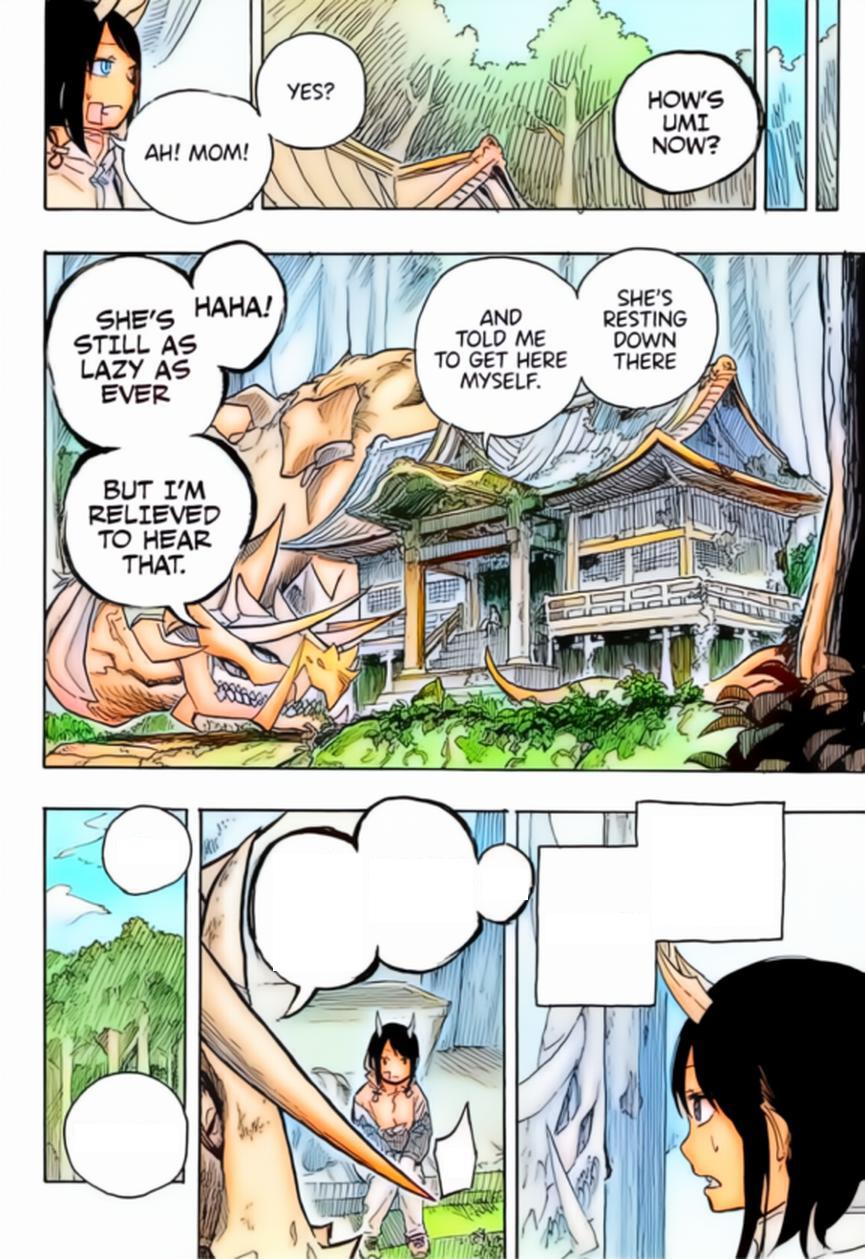 HOW'S
UMI
NOW?
YES?
AH! MOM!
SHE'S
RESTING
DOWN
THERE
AND
TOLD ME
TO GET HERE
MYSELF.
HAHA!
SHE'S
STILL AS
LAZY AS
EVER
BUT I'M
RELIEVED
TO HEAR
THAT.